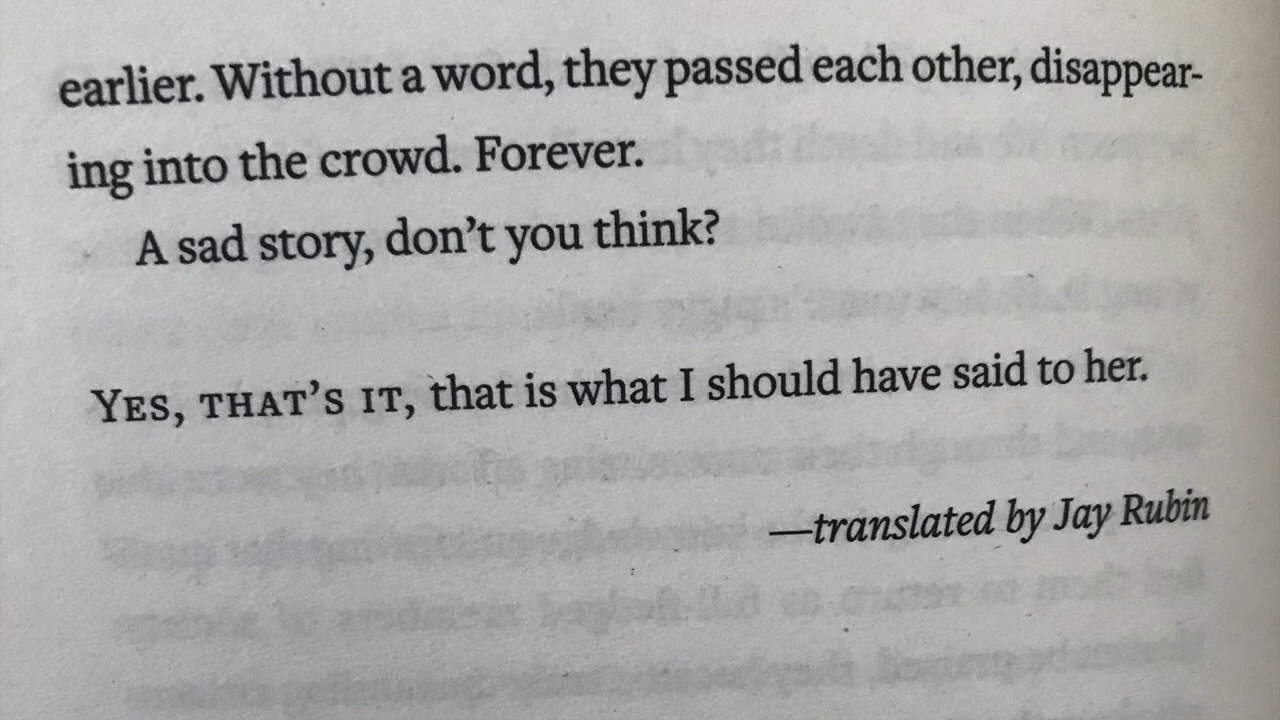 earlier. Without a word, they passed each other, disappear-
ing into the crowd. Forever.
A sad story, don’t you think?
YES, THAT’S IT, that is what I should have said to her.
—translated by Jay Rubin